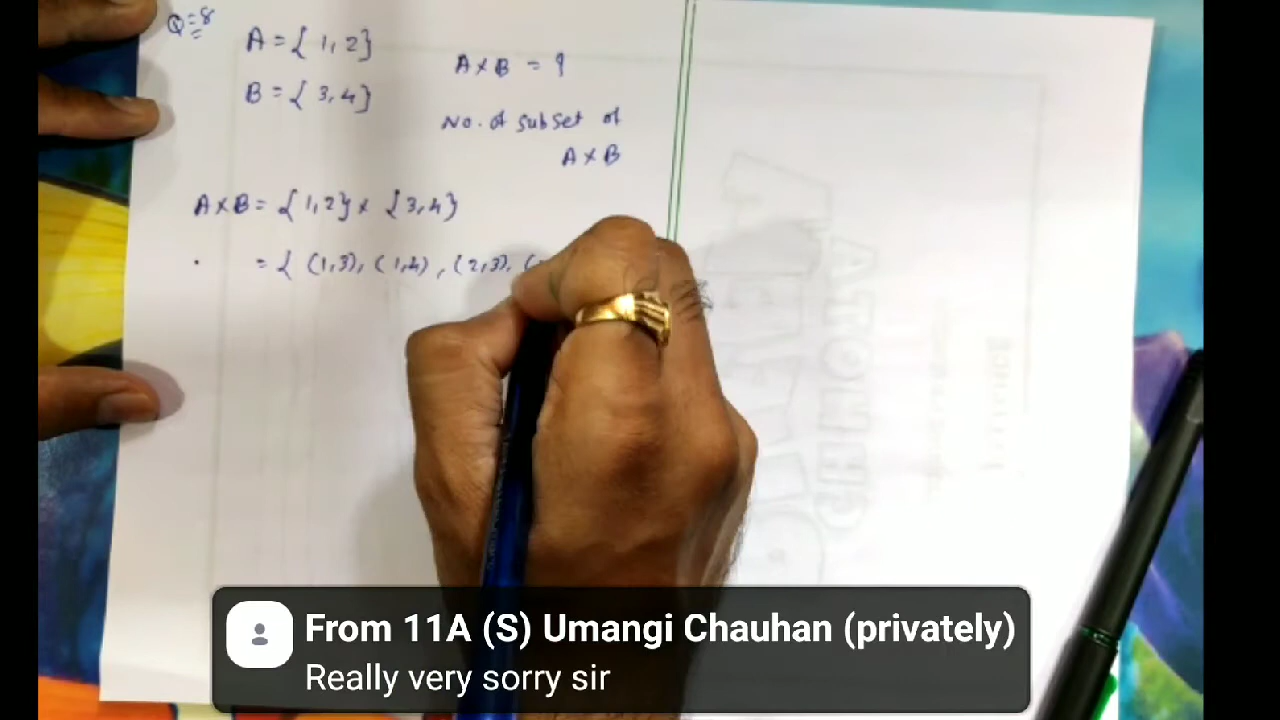 Q=8
A = { 1, 2}
B = { 3, 4}
A × B = ?
No. of subset of
A × B
A × B = { 1, 2} × { 3, 4}
= { (1,3), (1,4), (2,3), (
From 11A (S) Umangi Chauhan (privately)
Really very sorry sir